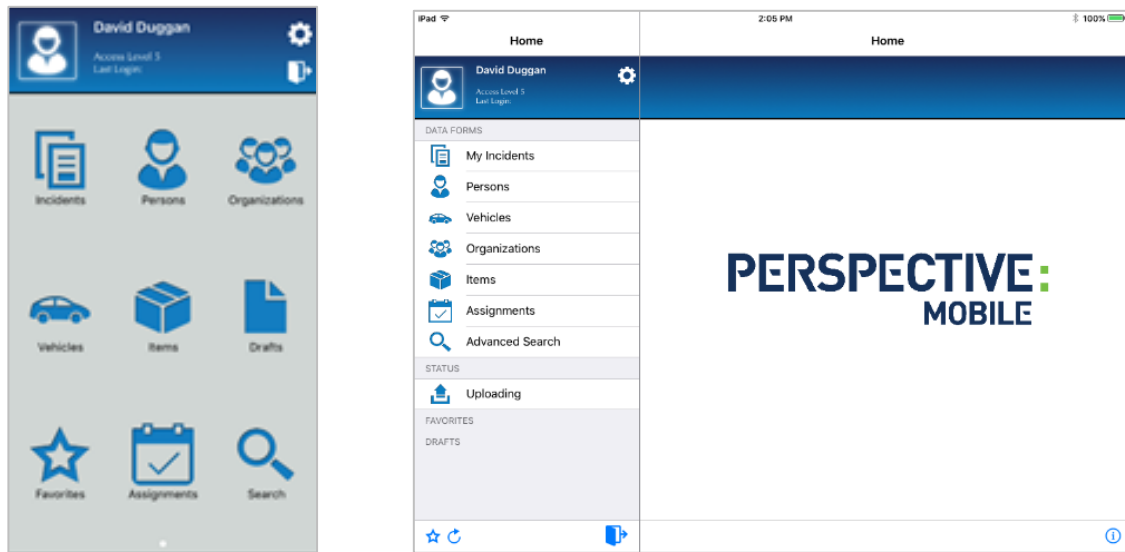 David Duggan
Access Level 5
Last Login:
Incidents Persons Organizations
Vehicles Items Drafts
Favorites Assignments Search
iPad 2:05 PM 100%
Home Home
David Duggan
Access Level 5
Last Login:
DATA FORMS
My Incidents
Persons
Vehicles
Organizations
Items
Assignments
Advanced Search
STATUS
Uploading
FAVORITES
DRAFTS
PERSPECTIVE:
MOBILE